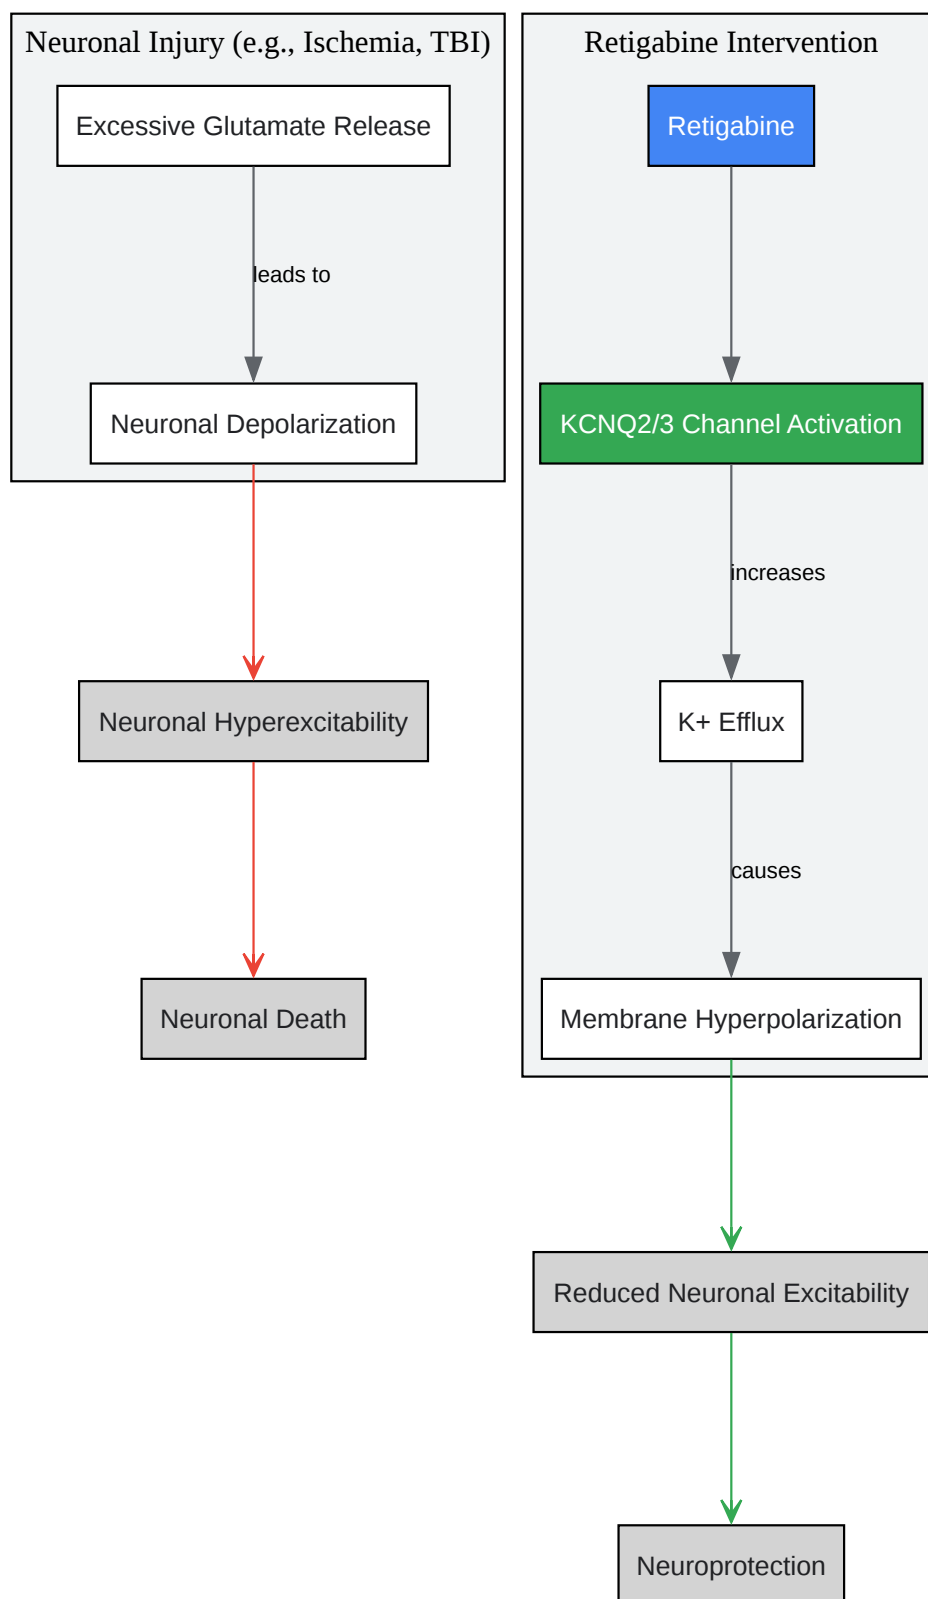 Neuronal Injury (e.g., Ischemia, TBI)
Excessive Glutamate Release
leads to
Neuronal Depolarization
Neuronal Hyperexcitability
Neuronal Death
Retigabine Intervention
Retigabine
KCNQ2/3 Channel Activation
increases
K+ Efflux
causes
Membrane Hyperpolarization
Reduced Neuronal Excitability
Neuroprotection